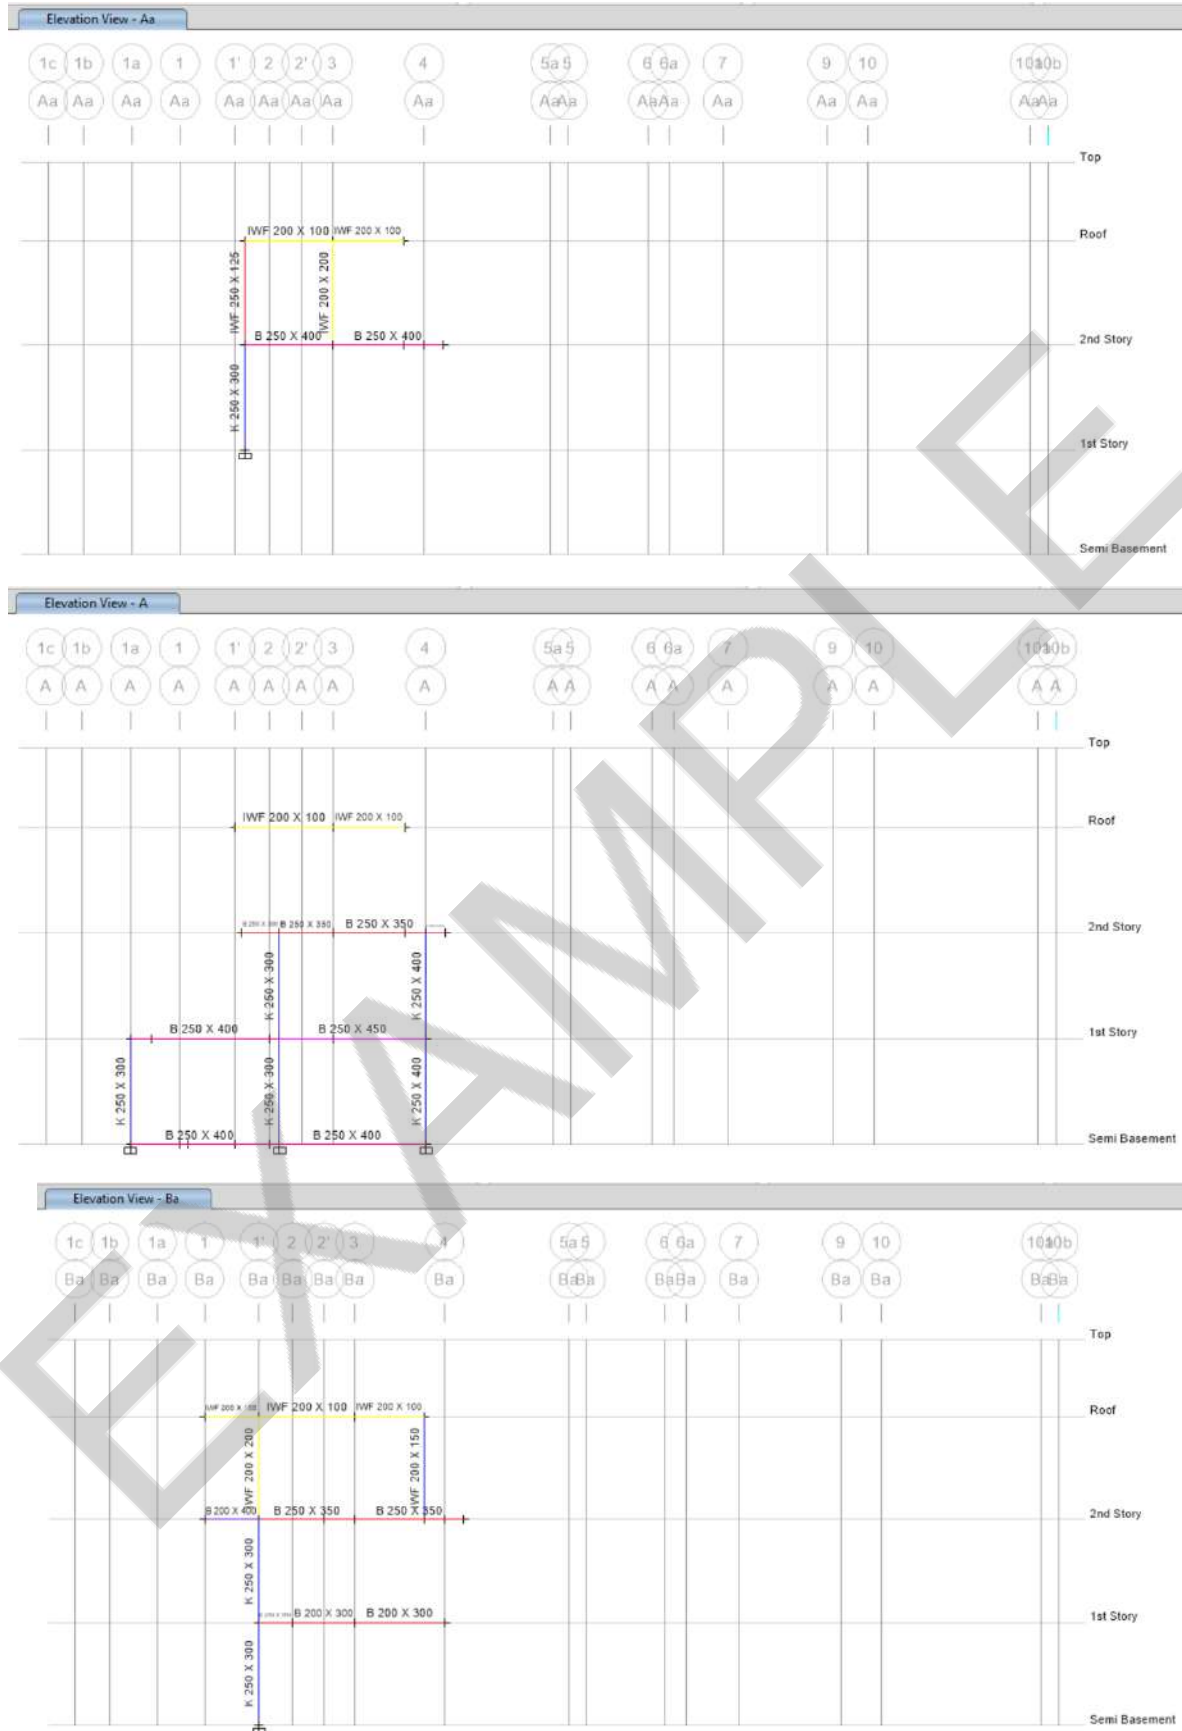 Elevation View - Aa
1c 1b 1a 1 1' 2 2' 3 4 5a 5 6 6a 7 9 10 10a 10b
Aa Aa Aa Aa Aa Aa Aa Aa Aa Aa Aa Aa Aa Aa Aa Aa Aa Aa
Top
IWF 200 X 100 IWF 200 X 100
Roof
IWF 250 X 125
IWF 200 X 200
B 250 X 400 B 250 X 400
2nd Story
K 250 X 300
1st Story
Semi Basement
Elevation View - A
1c 1b 1a 1 1' 2 2' 3 4 5a 5 6 6a 7 9 10 10a 10b
A A A A A A A A A A A A A A A A A A
Top
IWF 200 X 100 IWF 200 X 100
Roof
B 250 X 350 B 250 X 350
2nd Story
K 250 X 300
K 250 X 400
B 250 X 400 B 250 X 450
1st Story
K 250 X 300
K 250 X 300
K 250 X 400
B 250 X 400 B 250 X 400
Semi Basement
Elevation View - Ba
1c 1b 1a 1 1' 2 2' 3 4 5a 5 6 6a 7 9 10 10a 10b
Ba Ba Ba Ba Ba Ba Ba Ba Ba Ba Ba Ba Ba Ba Ba Ba Ba Ba
Top
IWF 200 X 100 IWF 200 X 100 IWF 200 X 100
Roof
IWF 200 X 200
IWF 200 X 150
B 200 X 400 B 250 X 350 B 250 X 350
2nd Story
K 250 X 300
B 200 X 300 B 200 X 300
1st Story
K 250 X 300
Semi Basement
EXAMPLE